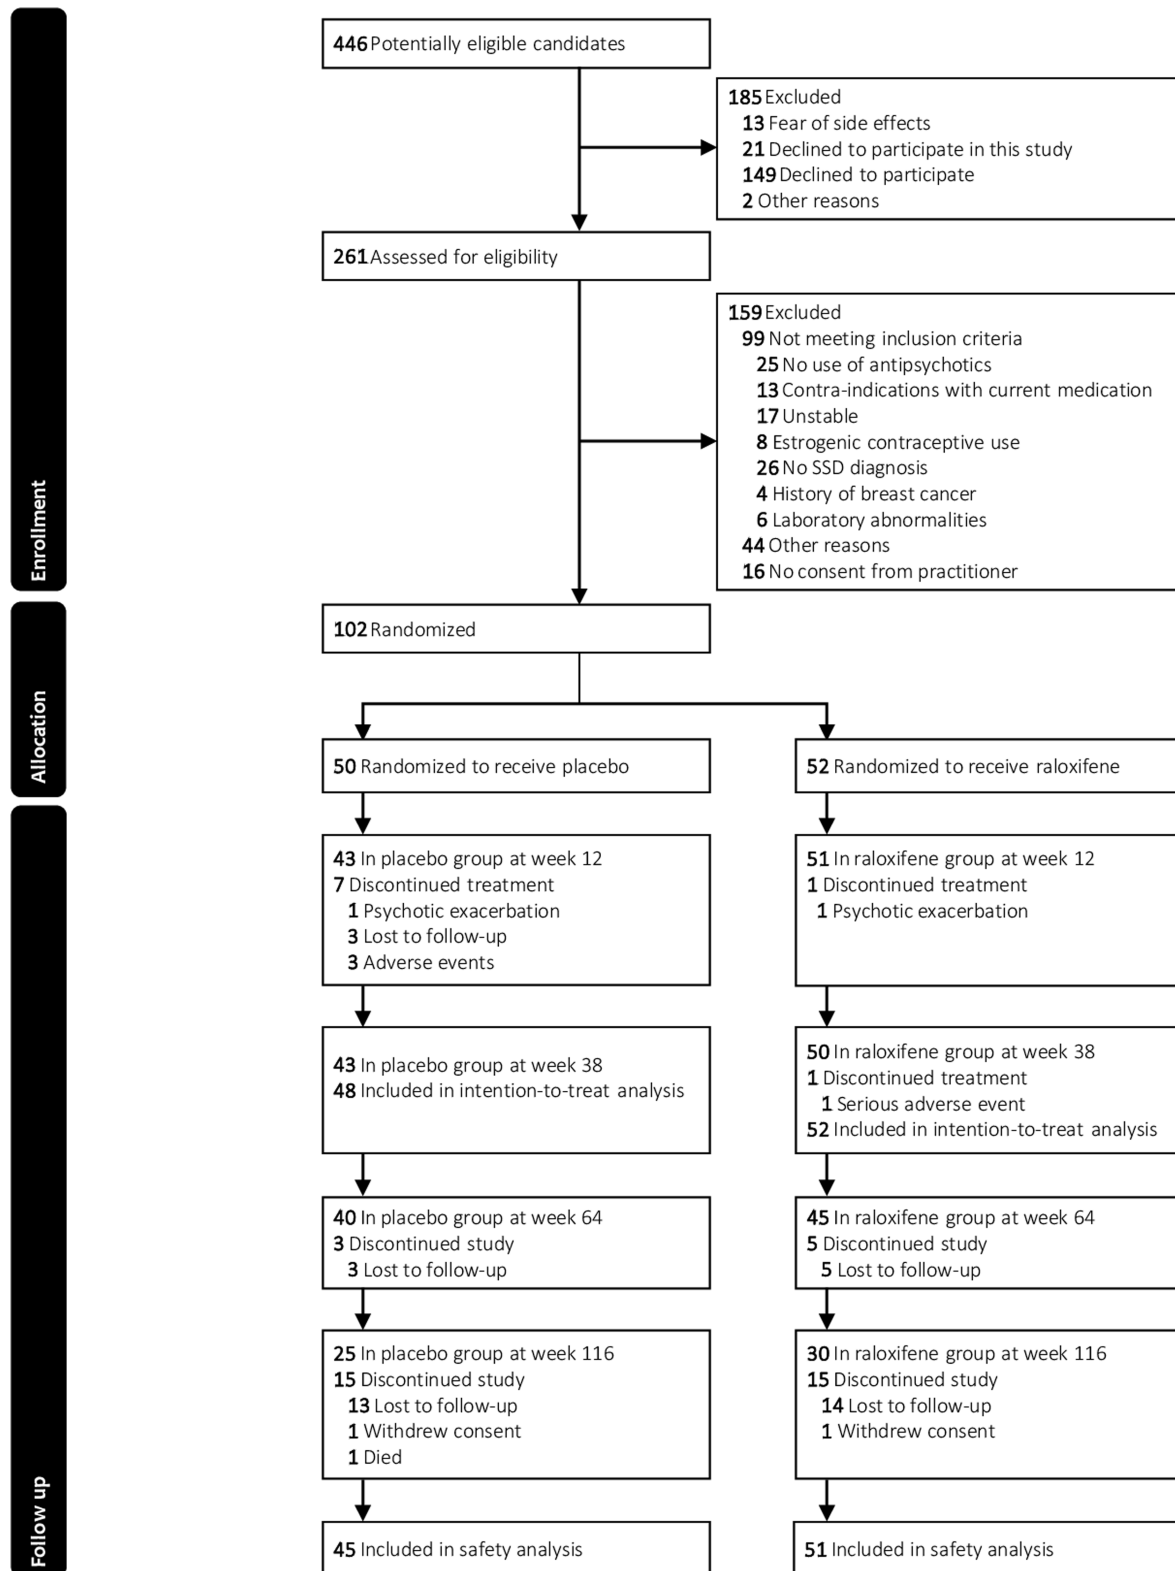 446 Potentially eligible candidates
185 Excluded
13 Fear of side effects
21 Declined to participate in this study
149 Declined to participate
2 Other reasons
261 Assessed for eligibility
159 Excluded
99 Not meeting inclusion criteria
25 No use of antipsychotics
13 Contra-indications with current medication
17 Unstable
8 Estrogenic contraceptive use
26 No SSD diagnosis
4 History of breast cancer
6 Laboratory abnormalities
44 Other reasons
16 No consent from practitioner
Enrollment
102 Randomized
Allocation
50 Randomized to receive placebo
52 Randomized to receive raloxifene
43 In placebo group at week 12
7 Discontinued treatment
1 Psychotic exacerbation
3 Lost to follow-up
3 Adverse events
51 In raloxifene group at week 12
1 Discontinued treatment
1 Psychotic exacerbation
43 In placebo group at week 38
48 Included in intention-to-treat analysis
50 In raloxifene group at week 38
1 Discontinued treatment
1 Serious adverse event
52 Included in intention-to-treat analysis
40 In placebo group at week 64
3 Discontinued study
3 Lost to follow-up
45 In raloxifene group at week 64
5 Discontinued study
5 Lost to follow-up
25 In placebo group at week 116
15 Discontinued study
13 Lost to follow-up
1 Withdrew consent
1 Died
30 In raloxifene group at week 116
15 Discontinued study
14 Lost to follow-up
1 Withdrew consent
Follow up
45 Included in safety analysis
51 Included in safety analysis